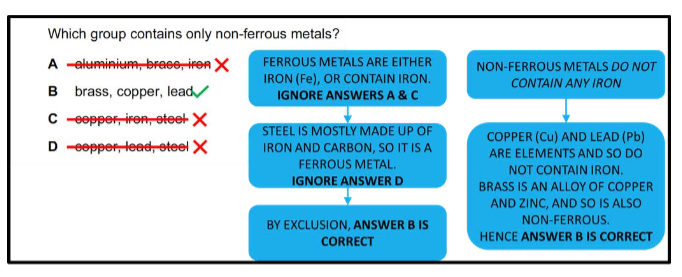 Which group contains only non-ferrous metals?
A aluminium, brass, iron
B brass, copper, lead
C copper, iron, steel
D copper, lead, steel
FERROUS METALS ARE EITHER
IRON (Fe), OR CONTAIN IRON.
IGNORE ANSWERS A & C
STEEL IS MOSTLY MADE UP OF
IRON AND CARBON, SO IT IS A
FERROUS METAL.
IGNORE ANSWER D
BY EXCLUSION, ANSWER B IS
CORRECT
NON-FERROUS METALS DO NOT
CONTAIN ANY IRON
COPPER (Cu) AND LEAD (Pb)
ARE ELEMENTS AND SO DO
NOT CONTAIN IRON.
BRASS IS AN ALLOY OF COPPER
AND ZINC, AND SO IS ALSO
NON-FERROUS.
HENCE ANSWER B IS CORRECT